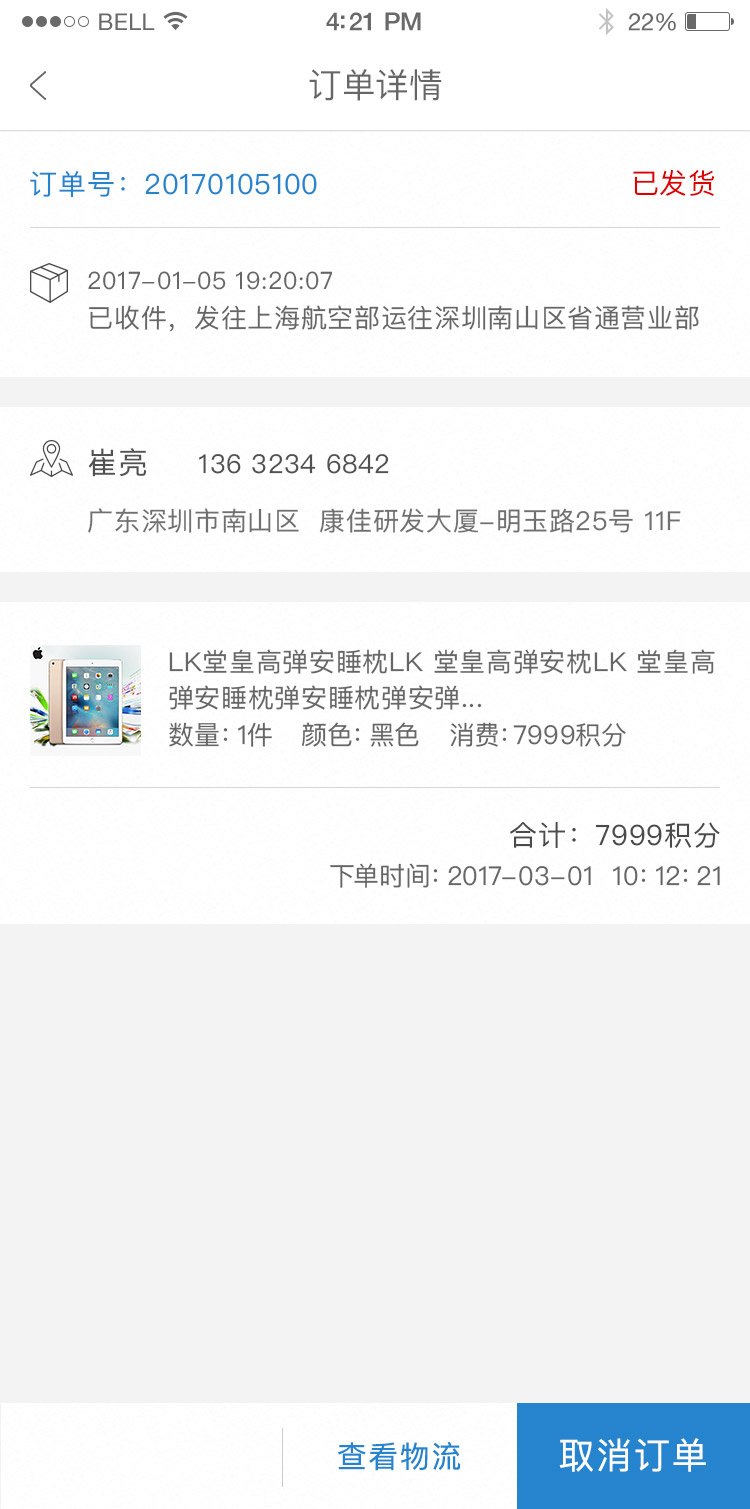 BELL 4:21 PM 22%
订单详情
订单号：20170105100 已发货
2017-01-05 19:20:07
已收件，发往上海航空部运往深圳南山区省通营业部
崔亮 136 3234 6842
广东深圳市南山区 康佳研发大厦-明玉路25号 11F
LK堂皇高弹安睡枕LK 堂皇高弹安枕LK 堂皇高
弹安睡枕弹安睡枕弹安弹...
数量: 1件 颜色: 黑色 消费: 7999积分
合计：7999积分
下单时间: 2017-03-01 10: 12: 21
查看物流 取消订单